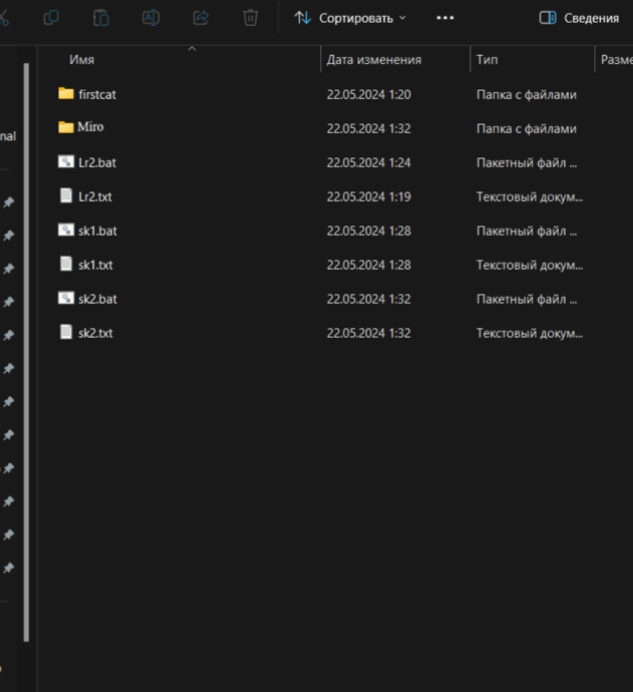 Сортировать ••• Сведения
Имя Дата изменения Тип Разме
firstcat 22.05.2024 1:20 Папка с файлами
nal Miro 22.05.2024 1:32 Папка с файлами
Lr2.bat 22.05.2024 1:24 Пакетный файл ...
Lr2.txt 22.05.2024 1:19 Текстовый докум...
sk1.bat 22.05.2024 1:28 Пакетный файл ...
sk1.txt 22.05.2024 1:28 Текстовый докум...
sk2.bat 22.05.2024 1:32 Пакетный файл ...
sk2.txt 22.05.2024 1:32 Текстовый докум...